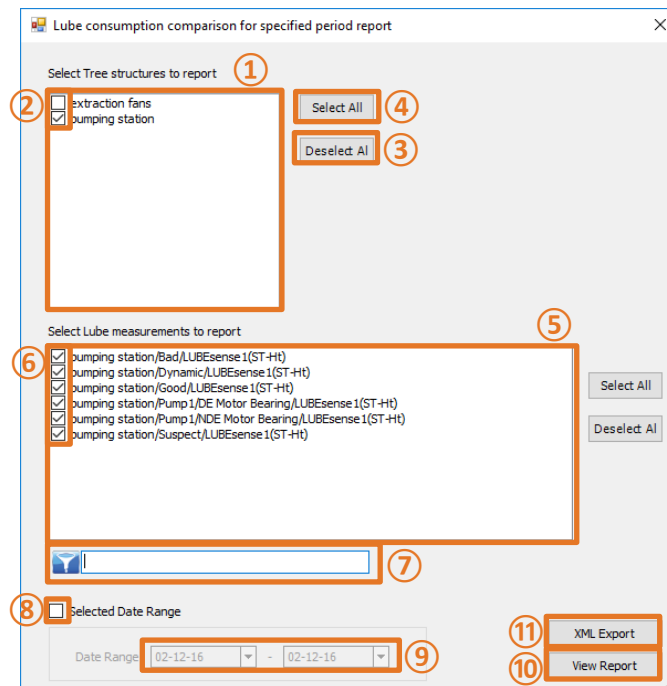 Lube consumption comparison for specified period report
Select Tree structures to report ①
② extraction fans
pumping station
Select All ④
Deselect Al ③
⑤
Select Lube measurements to report
⑥ pumping station/Bad/LUBEsense1(ST-Ht)
pumping station/Dynamic/LUBEsense1(ST-Ht)
pumping station/Good/LUBEsense1(ST-Ht)
pumping station/Pump1/DE Motor Bearing/LUBEsense1(ST-Ht)
pumping station/Pump1/NDE Motor Bearing/LUBEsense1(ST-Ht)
pumping station/Suspect/LUBEsense1(ST-Ht)
Select All
Deselect Al
⑦
⑧ Selected Date Range
Date Range 02-12-16 - 02-12-16 ⑨
⑪ XML Export
⑩ View Report